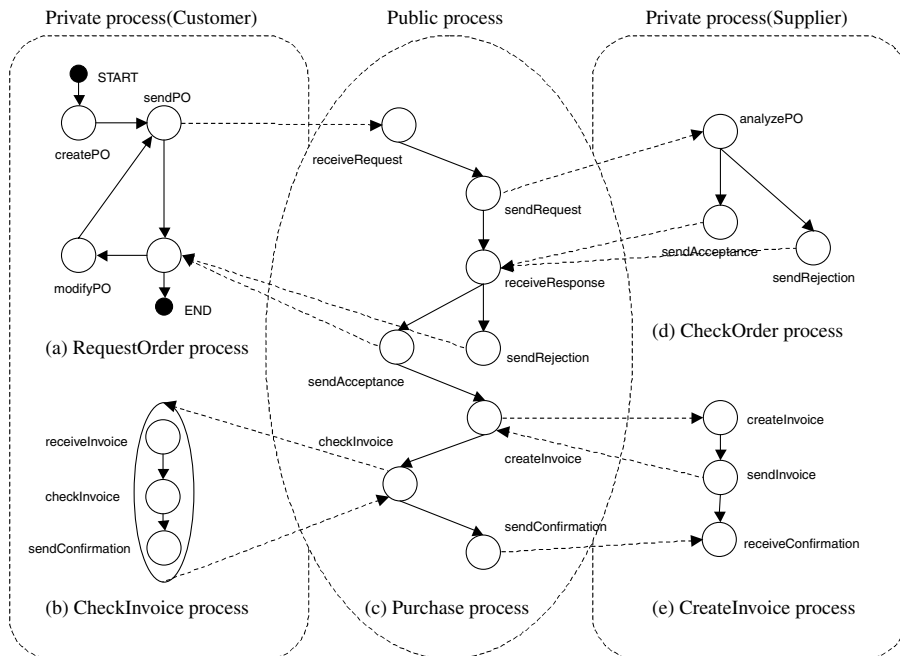 Private process(Customer)
Public process
Private process(Supplier)
START
sendPO
createPO
modifyPO
END
(a) RequestOrder process
receiveInvoice
checkInvoice
sendConfirmation
(b) CheckInvoice process
receiveRequest
sendRequest
receiveResponse
sendRejection
sendAcceptance
checkInvoice
createInvoice
sendConfirmation
(c) Purchase process
analyzePO
sendAcceptance
sendRejection
(d) CheckOrder process
createInvoice
sendInvoice
receiveConfirmation
(e) CreateInvoice process